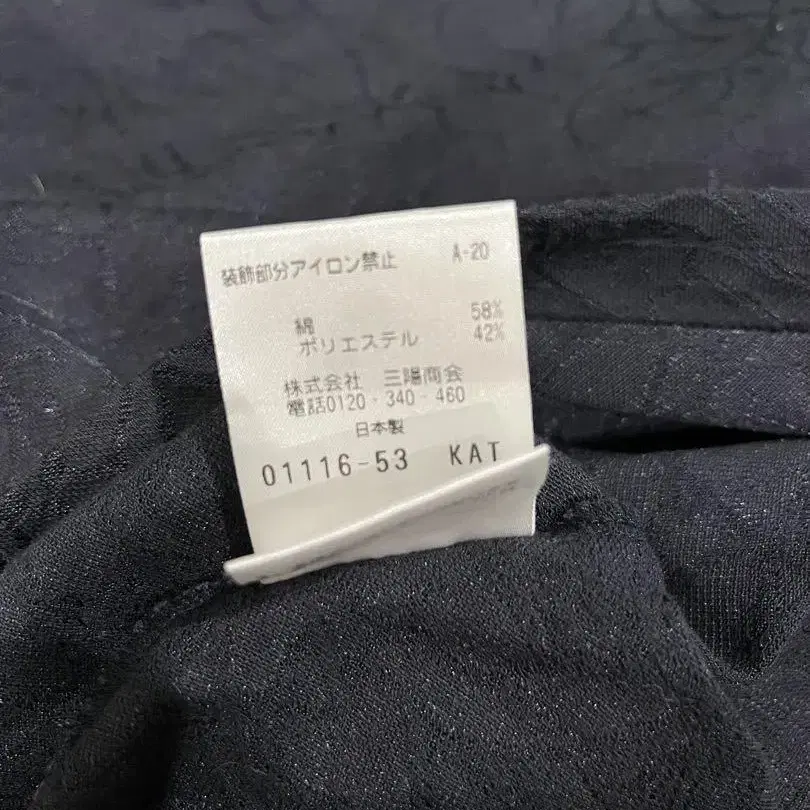 装飾部分アイロン禁止 A-20
綿 58%
ポリエステル 42%
株式会社 三陽商会
電話0120-340-460
日本製
01116-53 KAT